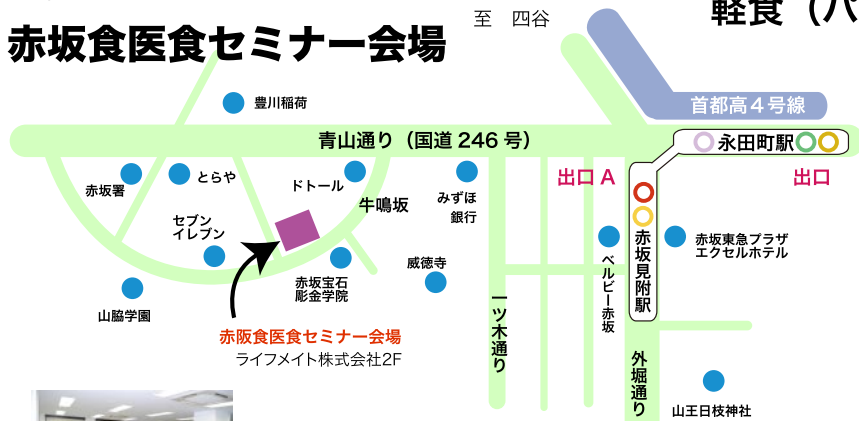 至 四谷
軽食（バ
赤坂食医食セミナー会場
豊川稲荷
首都高４号線
青山通り（国道 246 号）
永田町駅
出口 A
出口
赤坂署
とらや
ドトール
牛鳴坂
みずほ
銀行
セブン
イレブン
赤坂見附駅
赤坂東急プラザ
エクセルホテル
ベルビー赤坂
威徳寺
赤坂宝石
彫金学院
山脇学園
一ツ木通り
赤阪食医食セミナー会場
ライフメイト株式会社2F
外堀通り
山王日枝神社